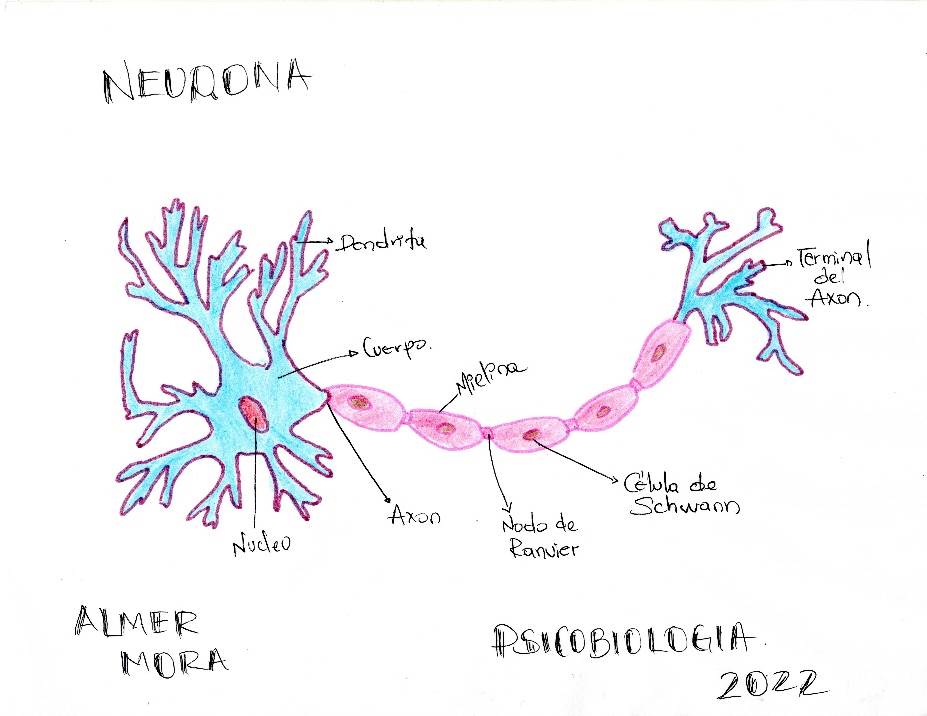 NEURONA
Dendrita
Cuerpo.
Mielina
Terminal
del
Axon.
Célula de
Schwann
Axon
Nodo de
Ranvier
Nucleo
ALMER
MORA
PSICOBIOLOGIA.
2022